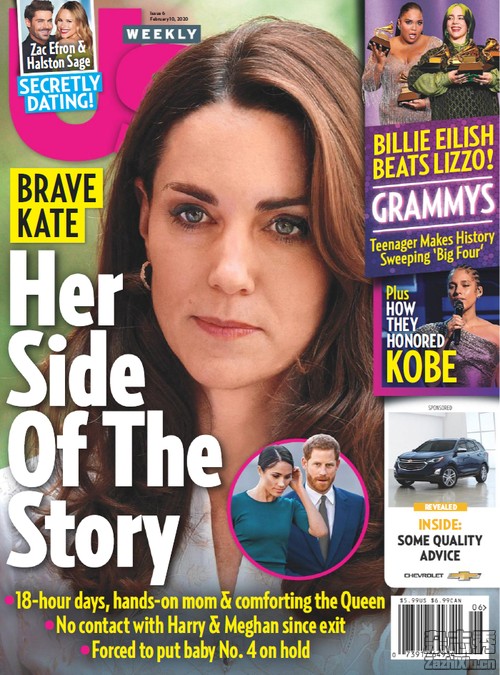 Zac Efron &
Halston Sage
SECRETLY
DATING!
Issue 6
February 10, 2020
Us
WEEKLY
BRAVE
KATE
Her
Side
Of The
Story
•18-hour days, hands-on mom & comforting the Queen
•No contact with Harry & Meghan since exit
•Forced to put baby No. 4 on hold
BILLIE EILISH
BEATS LIZZO!
GRAMMYS
Teenager Makes History
Sweeping 'Big Four'
Plus
HOW
THEY
HONORED
KOBE
SPONSORED
REVEALED
INSIDE:
SOME QUALITY
ADVICE
CHEVROLET
$5.99US $6.99CAN
06>
ZaZhiXiu.cn